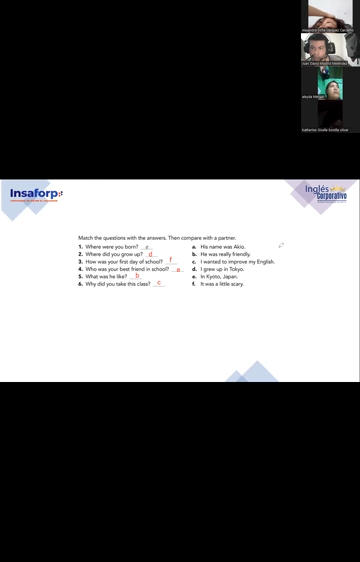 Insaforp
Inglés
Corporativo
Match the questions with the answers. Then compare with a partner.
1. Where were you born? e
2. Where did you grow up? d
3. How was your first day of school? f
4. Who was your best friend in school? a
5. What was he like? b
6. Why did you take this class? c
a. His name was Akio.
b. He was really friendly.
c. I wanted to improve my English.
d. I grew up in Tokyo.
e. In Kyoto, Japan.
f. It was a little scary.